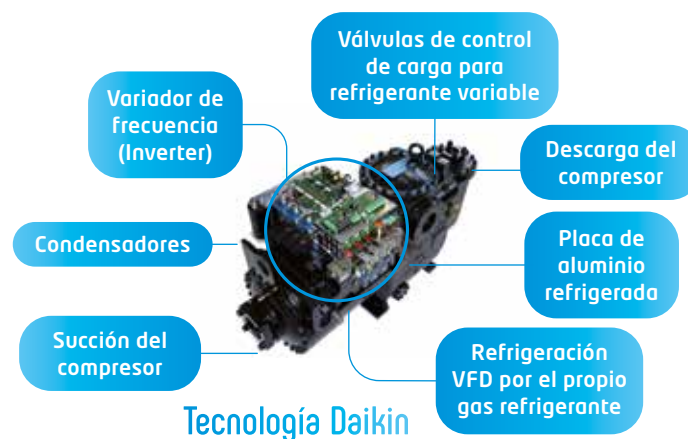 Válvulas de control
de carga para
refrigerante variable
Variador de
frecuencia
(Inverter)
Descarga del
compresor
Condensadores
Placa de
aluminio
refrigerada
Succión del
compresor
Refrigeración
VFD por el propio
gas refrigerante
Tecnología Daikin